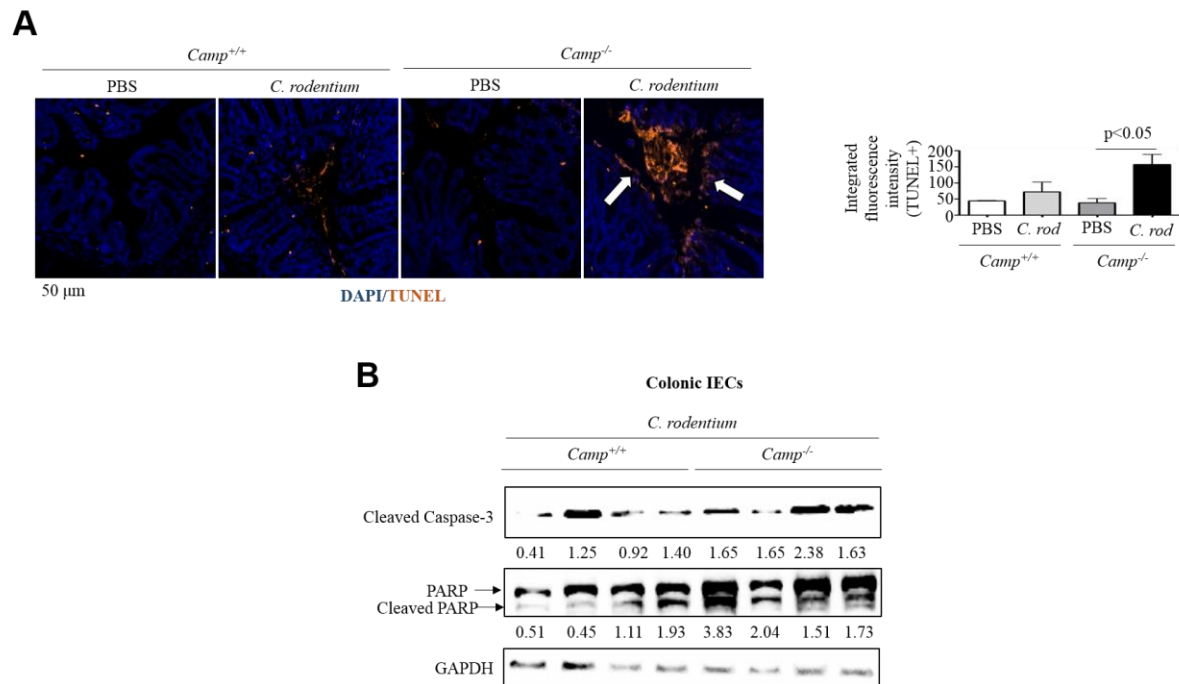 A
Camp+/+ Camp-/-
PBS C. rodentium PBS C. rodentium
50 μm
DAPI/TUNEL
Integrated
fluorescence
intensity
(TUNEL+)
200
150
100
50
0
p<0.05
PBS C. rod PBS C. rod
Camp+/+ Camp-/-
B
Colonic IECs
C. rodentium
Camp+/+ Camp-/-
Cleaved Caspase-3
0.41 1.25 0.92 1.40 1.65 1.65 2.38 1.63
PARP
Cleaved PARP
0.51 0.45 1.11 1.93 3.83 2.04 1.51 1.73
GAPDH